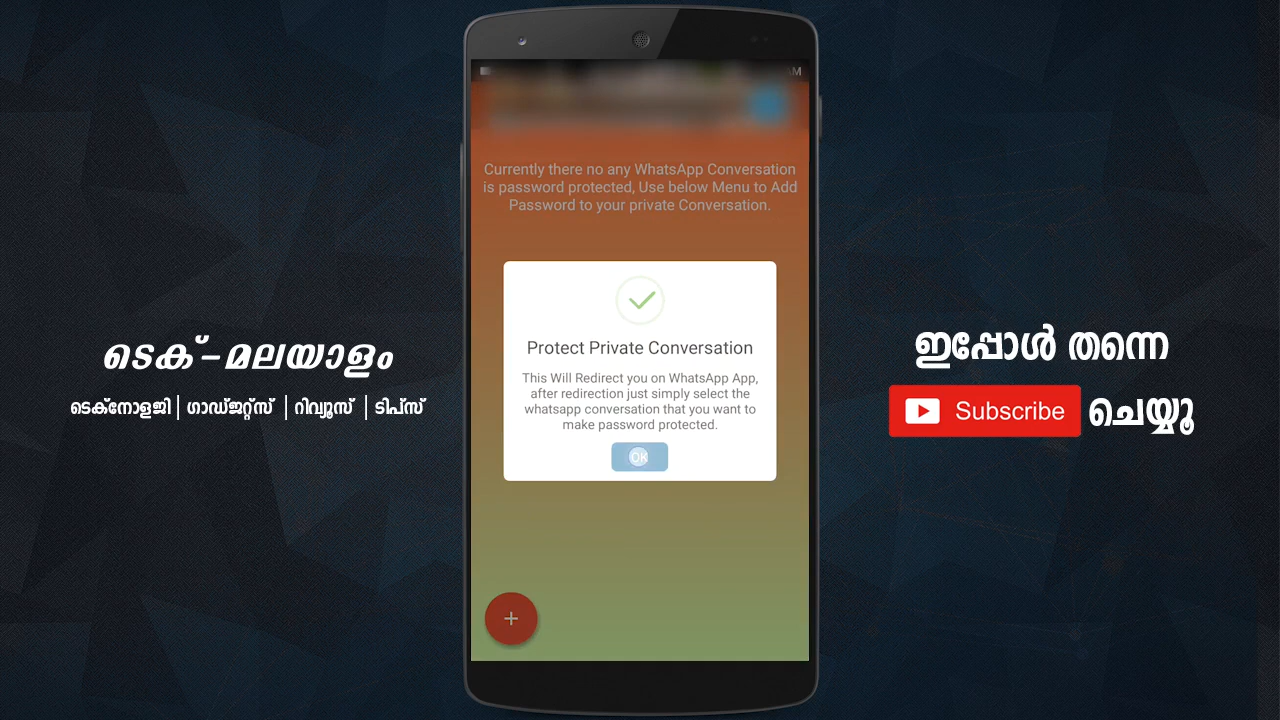 AM
Currently there no any WhatsApp Conversation
is password protected, Use below Menu to Add
Password to your private Conversation.
Protect Private Conversation
This Will Redirect you on WhatsApp App,
after redirection just simply select the
whatsapp conversation that you want to
make password protected.
OK
+
ടെക്-മലയാളം
ടെക്നോളജി | ഗാഡ്ജറ്റ്സ് | റിവ്യൂസ് | ടിപ്സ്
ഇപ്പോൾ തന്നെ
Subscribe ചെയ്യൂ